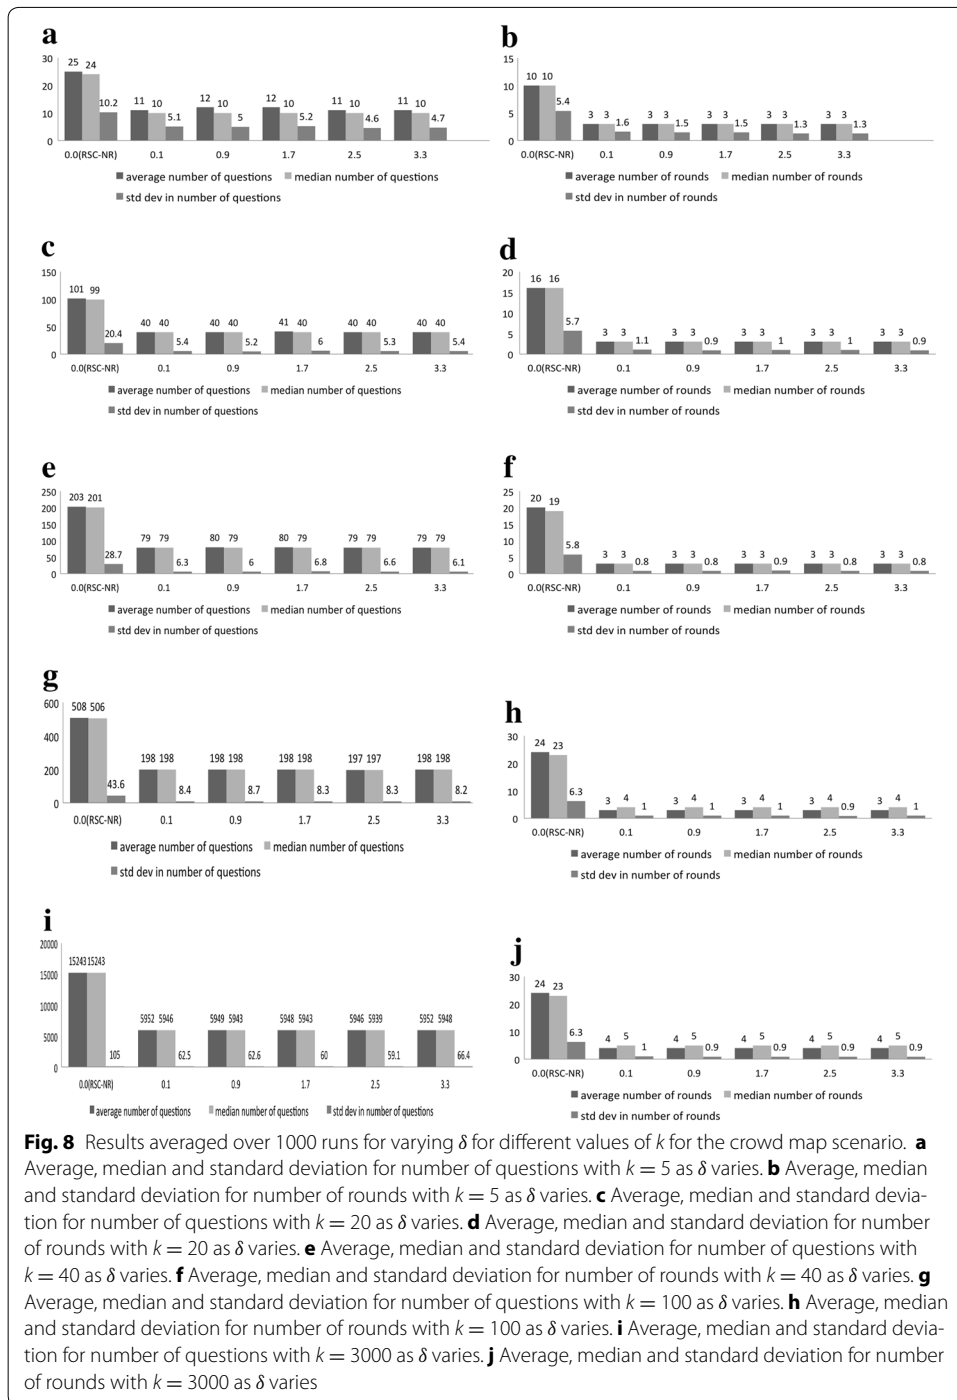 a
30
25 24
20
12 12
11 10 10 10 11 10 11 10
10.2
10
5.1 5 5.2 4.6 4.7
0
0.0(RSC-NR) 0.1 0.9 1.7 2.5 3.3
average number of questions median number of questions
std dev in number of questions
b
15
10 10
10
5.4
5
3 3 1.6 3 3 1.5 3 3 1.5 3 3 1.3 3 3 1.3
0
0.0(RSC-NR) 0.1 0.9 1.7 2.5 3.3
average number of rounds median number of rounds
std dev in number of rounds
c
150
101 99
100
50
40 40 40 40 41 40 40 40 40 40
20.4
5.4 5.2 6 5.3 5.4
0
0.0(RSC-NR) 0.1 0.9 1.7 2.5 3.3
average number of questions median number of questions
std dev in number of questions
d
20
16 16
15
10
5.7
5
3 3 1.1 3 3 0.9 3 3 1 3 3 1 3 3 0.9
0
0.0(RSC-NR) 0.1 0.9 1.7 2.5 3.3
average number of rounds median number of rounds
std dev in number of rounds
e
250
203 201
200
150
100
79 79 80 79 80 79 79 79 79 79
50
28.7
6.3 6 6.8 6.6 6.1
0
0.0(RSC-NR) 0.1 0.9 1.7 2.5 3.3
average number of questions median number of questions
std dev in number of questions
f
25
20 19
20
15
10
5.8
5
3 3 0.8 3 3 0.8 3 3 0.9 3 3 0.8 3 3 0.8
0
0.0(RSC-NR) 0.1 0.9 1.7 2.5 3.3
average number of rounds median number of rounds
std dev in number of rounds
g
600
508 506
400
198 198 198 198 198 198 197 197 198 198
200
43.6
8.4 8.7 8.3 8.3 8.2
0
0.0(RSC-NR) 0.1 0.9 1.7 2.5 3.3
average number of questions median number of questions
std dev in number of questions
h
30
24 23
20
10
6.3
3 4 1 3 4 1 3 4 1 3 4 0.9 3 4 1
0
0.0(RSC-NR) 0.1 0.9 1.7 2.5 3.3
average number of rounds median number of rounds
std dev in number of rounds
i
20000
15243 15243
15000
10000
5952 5946 5949 5943 5948 5943 5946 5939 5952 5948
5000
105 62.5 62.6 60 59.1 66.4
0
0.0(RSC-NR) 0.1 0.9 1.7 2.5 3.3
average number of questions median number of questions std dev in number of questions
j
30
24 23
20
10
6.3
4 5 1 4 5 0.9 4 5 0.9 4 5 0.9 4 5 0.9
0
0.0(RSC-NR) 0.1 0.9 1.7 2.5 3.3
average number of rounds median number of rounds
std dev in number of rounds
Fig. 8 Results averaged over 1000 runs for varying δ for different values of k for the crowd map scenario. a
Average, median and standard deviation for number of questions with k = 5 as δ varies. b Average, median
and standard deviation for number of rounds with k = 5 as δ varies. c Average, median and standard devia-
tion for number of questions with k = 20 as δ varies. d Average, median and standard deviation for number
of rounds with k = 20 as δ varies. e Average, median and standard deviation for number of questions with
k = 40 as δ varies. f Average, median and standard deviation for number of rounds with k = 40 as δ varies. g
Average, median and standard deviation for number of questions with k = 100 as δ varies. h Average, median
and standard deviation for number of rounds with k = 100 as δ varies. i Average, median and standard devia-
tion for number of questions with k = 3000 as δ varies. j Average, median and standard deviation for number
of rounds with k = 3000 as δ varies